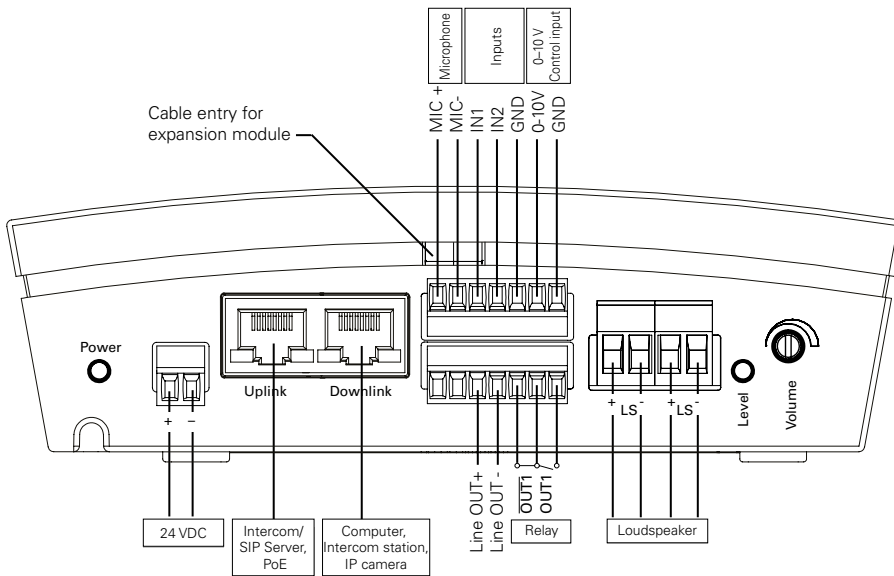 Microphone
Inputs
0–10 V
Control input
MIC +
MIC-
IN1
IN2
GND
0-10V
GND
Cable entry for
expansion module
Power
Uplink
Downlink
+
–
+
LS
-
+
LS
-
Level
Volume
24 VDC
Intercom/
SIP Server,
PoE
Computer,
Intercom station,
IP camera
Line OUT+
Line OUT -
OUT1
OUT1
Relay
Loudspeaker